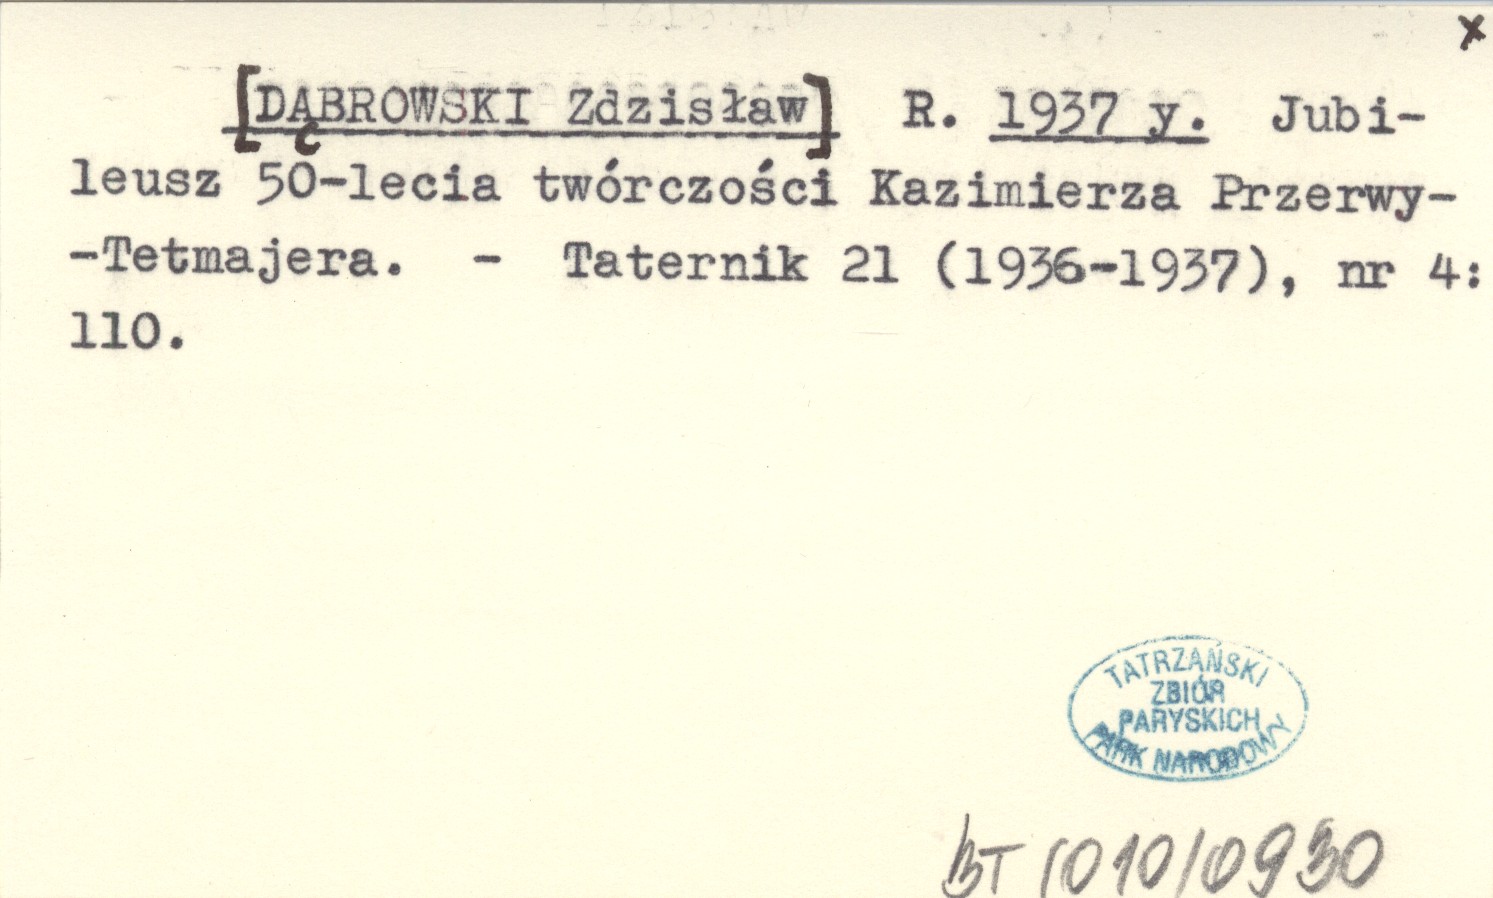 x
[DĄBROWSKI Zdzisław] R. 1937 y. Jubi-
leusz 50-lecia twórczości Kazimierza Przerwy-
-Tetmajera. - Taternik 21 (1936-1937), nr 4:
110.
TATRZAŃSKI
ZBIÓR
PARYSKICH
PARK NARODOWY
BT 1010/0930